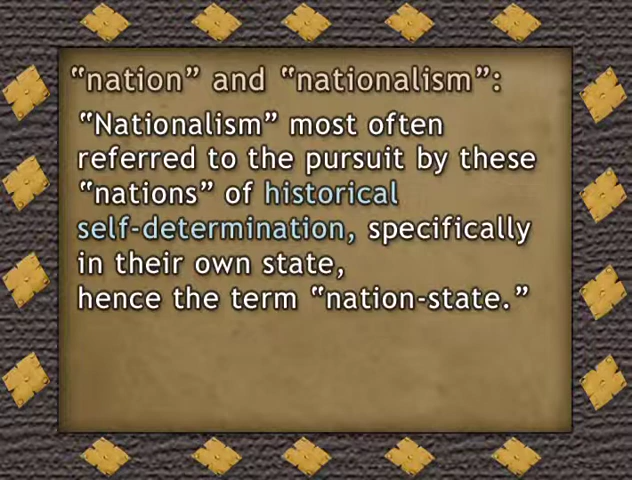 “nation” and “nationalism”:
“Nationalism” most often
referred to the pursuit by these
“nations” of historical
self-determination, specifically
in their own state,
hence the term “nation-state.”